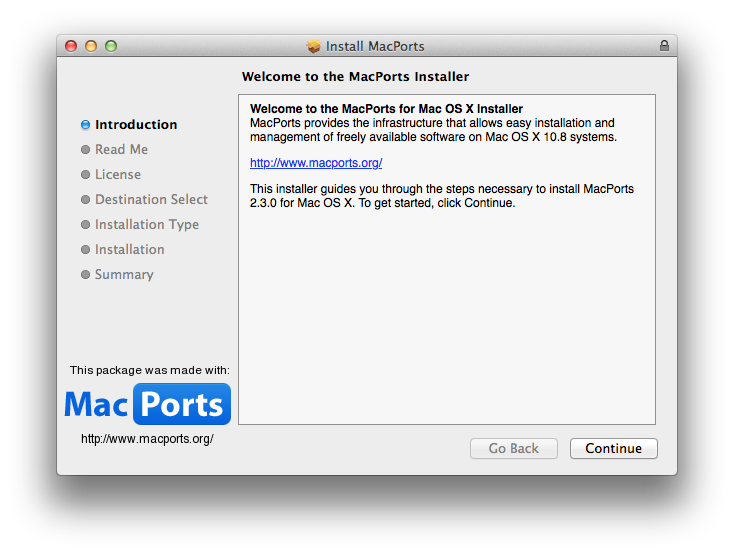 Install MacPorts
Welcome to the MacPorts Installer
Introduction
Read Me
License
Destination Select
Installation Type
Installation
Summary
Welcome to the MacPorts for Mac OS X Installer
MacPorts provides the infrastructure that allows easy installation and
management of freely available software on Mac OS X 10.8 systems.
http://www.macports.org/
This installer guides you through the steps necessary to install MacPorts
2.3.0 for Mac OS X. To get started, click Continue.
This package was made with:
Mac Ports
http://www.macports.org/
Go Back
Continue